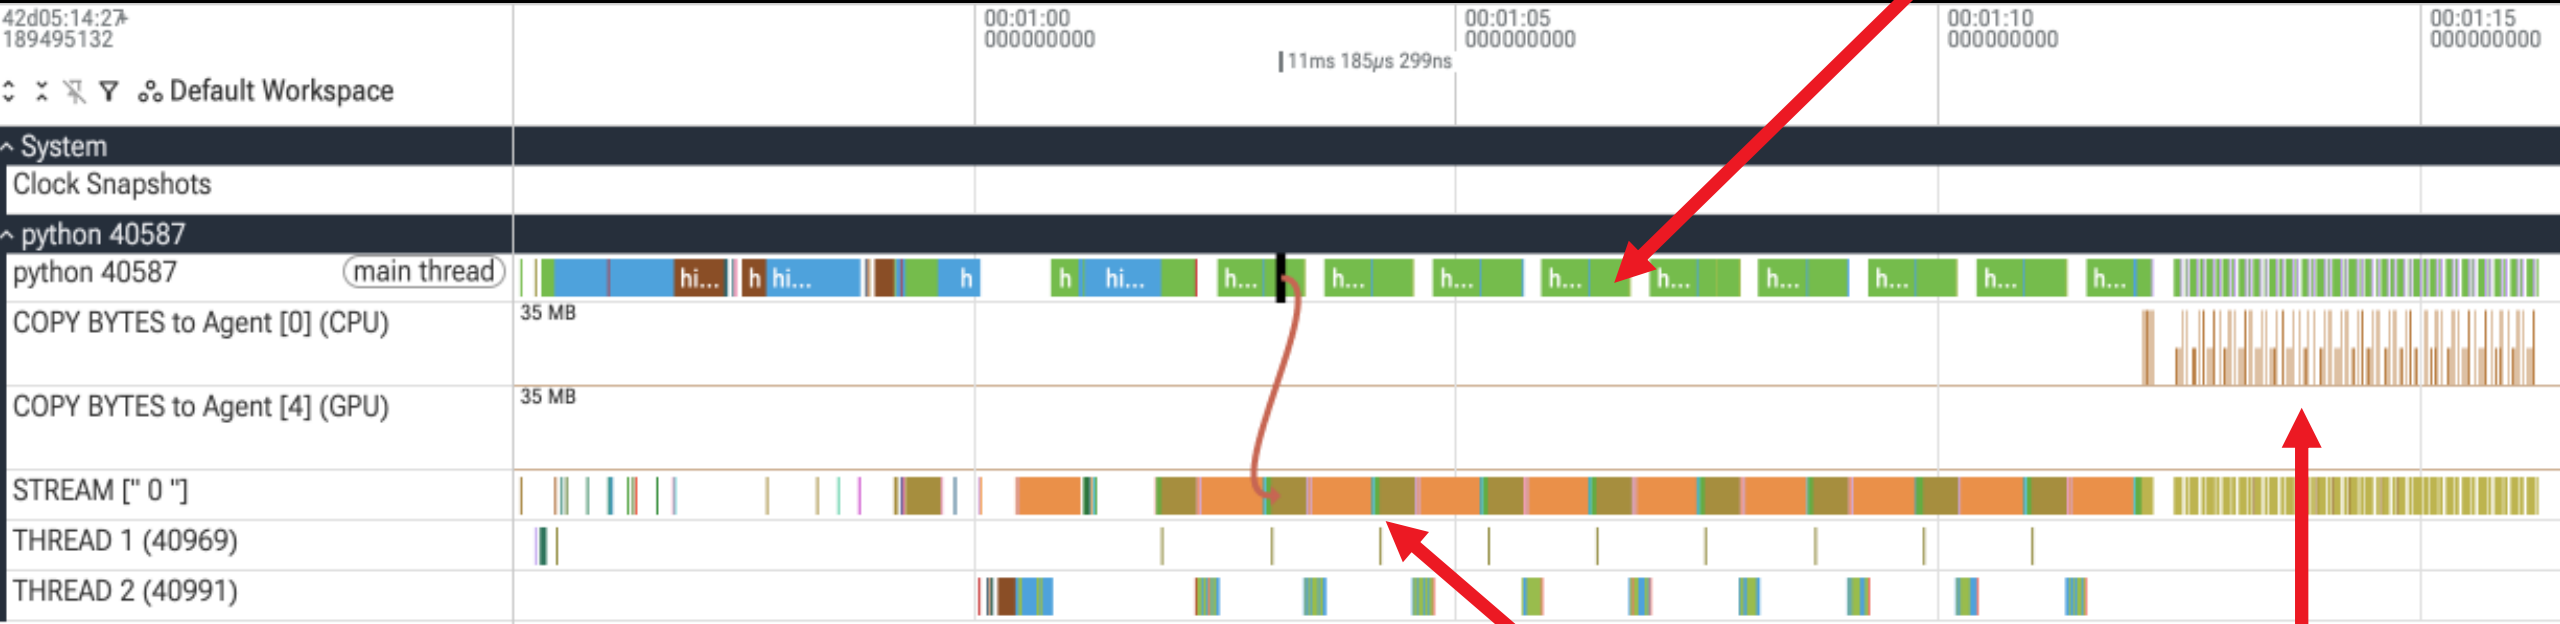 42d05:14:27+
189495132
00:01:00
000000000
00:01:05
000000000
00:01:10
000000000
00:01:15
000000000
11ms 185µs 299ns
Default Workspace
System
Clock Snapshots
python 40587
python 40587 main thread
hi... h hi... h h hi... h... h... h... h... h... h... h... h... h...
COPY BYTES to Agent [0] (CPU)
35 MB
COPY BYTES to Agent [4] (GPU)
35 MB
STREAM [" 0 "]
THREAD 1 (40969)
THREAD 2 (40991)